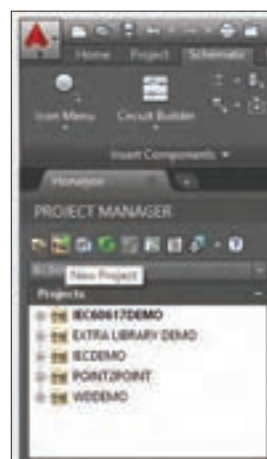 Home Project Schematic
Icon Menu Circuit Builder
Insert Components
PROJECT MANAGER
New Project
Projects
IEC60617DEMO
EXTRA LIBRARY DEMO
IECDEMO
POINT2POINT
WDDEMO